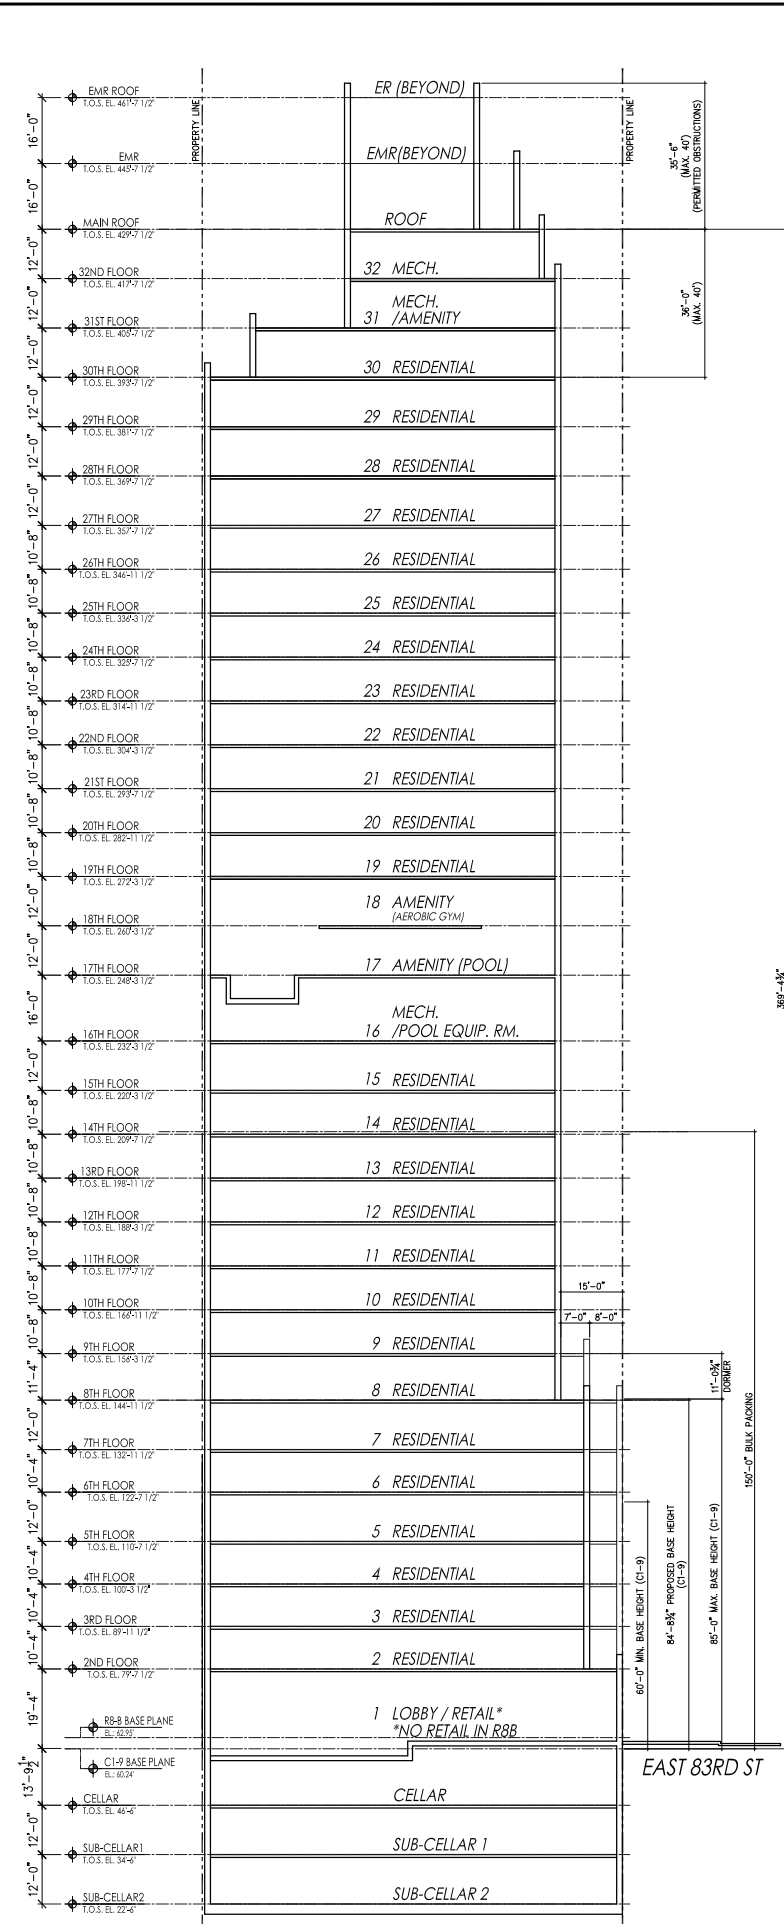 EMR ROOF
T.O.S. EL. 461'-7 1/2"
PROPERTY LINE
ER (BEYOND)
PROPERTY LINE
16'-0"
EMR
T.O.S. EL. 445'-7 1/2"
EMR(BEYOND)
35'-6"
(MAX. 40')
(PERMITTED OBSTRUCTIONS)
16'-0"
MAIN ROOF
T.O.S. EL. 429'-7 1/2"
ROOF
12'-0"
32ND FLOOR
T.O.S. EL. 417'-7 1/2"
32 MECH.
36'-0"
(MAX. 40')
12'-0"
31ST FLOOR
T.O.S. EL. 405'-7 1/2"
MECH.
31 /AMENITY
12'-0"
30TH FLOOR
T.O.S. EL. 393'-7 1/2"
30 RESIDENTIAL
12'-0"
29TH FLOOR
T.O.S. EL. 381'-7 1/2"
29 RESIDENTIAL
12'-0"
28TH FLOOR
T.O.S. EL. 369'-7 1/2"
28 RESIDENTIAL
12'-0"
27TH FLOOR
T.O.S. EL. 357'-7 1/2"
27 RESIDENTIAL
10'-8"
26TH FLOOR
T.O.S. EL. 346'-11 1/2"
26 RESIDENTIAL
10'-8"
25TH FLOOR
T.O.S. EL. 336'-3 1/2"
25 RESIDENTIAL
10'-8"
24TH FLOOR
T.O.S. EL. 325'-7 1/2"
24 RESIDENTIAL
10'-8"
23RD FLOOR
T.O.S. EL. 314'-11 1/2"
23 RESIDENTIAL
10'-8"
22ND FLOOR
T.O.S. EL. 304'-3 1/2"
22 RESIDENTIAL
10'-8"
21ST FLOOR
T.O.S. EL. 293'-7 1/2"
21 RESIDENTIAL
10'-8"
20TH FLOOR
T.O.S. EL. 282'-11 1/2"
20 RESIDENTIAL
10'-8"
19TH FLOOR
T.O.S. EL. 272'-3 1/2"
19 RESIDENTIAL
12'-0"
18TH FLOOR
T.O.S. EL. 260'-3 1/2"
18 AMENITY
(AEROBIC GYM)
12'-0"
17TH FLOOR
T.O.S. EL. 248'-3 1/2"
17 AMENITY (POOL)
369'-4¾"
16'-0"
16TH FLOOR
T.O.S. EL. 232'-3 1/2"
MECH.
16 /POOL EQUIP. RM.
12'-0"
15TH FLOOR
T.O.S. EL. 220'-3 1/2"
15 RESIDENTIAL
10'-8"
14TH FLOOR
T.O.S. EL. 209'-7 1/2"
14 RESIDENTIAL
10'-8"
13RD FLOOR
T.O.S. EL. 198'-11 1/2"
13 RESIDENTIAL
10'-8"
12TH FLOOR
T.O.S. EL. 188'-3 1/2"
12 RESIDENTIAL
10'-8"
11TH FLOOR
T.O.S. EL. 177'-7 1/2"
11 RESIDENTIAL
10'-8"
10TH FLOOR
T.O.S. EL. 166'-11 1/2"
10 RESIDENTIAL
15'-0"
7'-0" 8'-0"
10'-8"
9TH FLOOR
T.O.S. EL. 156'-3 1/2"
9 RESIDENTIAL
11'-0¾"
DORMER
11'-4"
8TH FLOOR
T.O.S. EL. 144'-11 1/2"
8 RESIDENTIAL
150'-0" BULK PACKING
12'-0"
7TH FLOOR
T.O.S. EL. 132'-11 1/2"
7 RESIDENTIAL
10'-4"
6TH FLOOR
T.O.S. EL. 122'-7 1/2"
6 RESIDENTIAL
12'-0"
5TH FLOOR
T.O.S. EL. 110'-7 1/2"
5 RESIDENTIAL
10'-4"
4TH FLOOR
T.O.S. EL. 100'-3 1/2"
4 RESIDENTIAL
60'-0" MIN. BASE HEIGHT (C1-9)
84'-8¾" PROPOSED BASE HEIGHT
(C1-9)
85'-0" MAX. BASE HEIGHT (C1-9)
10'-4"
3RD FLOOR
T.O.S. EL. 89'-11 1/2"
3 RESIDENTIAL
10'-4"
2ND FLOOR
T.O.S. EL. 79'-7 1/2"
2 RESIDENTIAL
19'-4"
R8-B BASE PLANE
EL.: 62.95'
1 LOBBY / RETAIL*
*NO RETAIL IN R8B
C1-9 BASE PLANE
EL.: 60.24'
EAST 83RD ST
13'-9½"
CELLAR
T.O.S. EL. 46'-6"
CELLAR
12'-0"
SUB-CELLAR1
T.O.S. EL. 34'-6"
SUB-CELLAR 1
12'-0"
SUB-CELLAR2
T.O.S. EL. 22'-6"
SUB-CELLAR 2